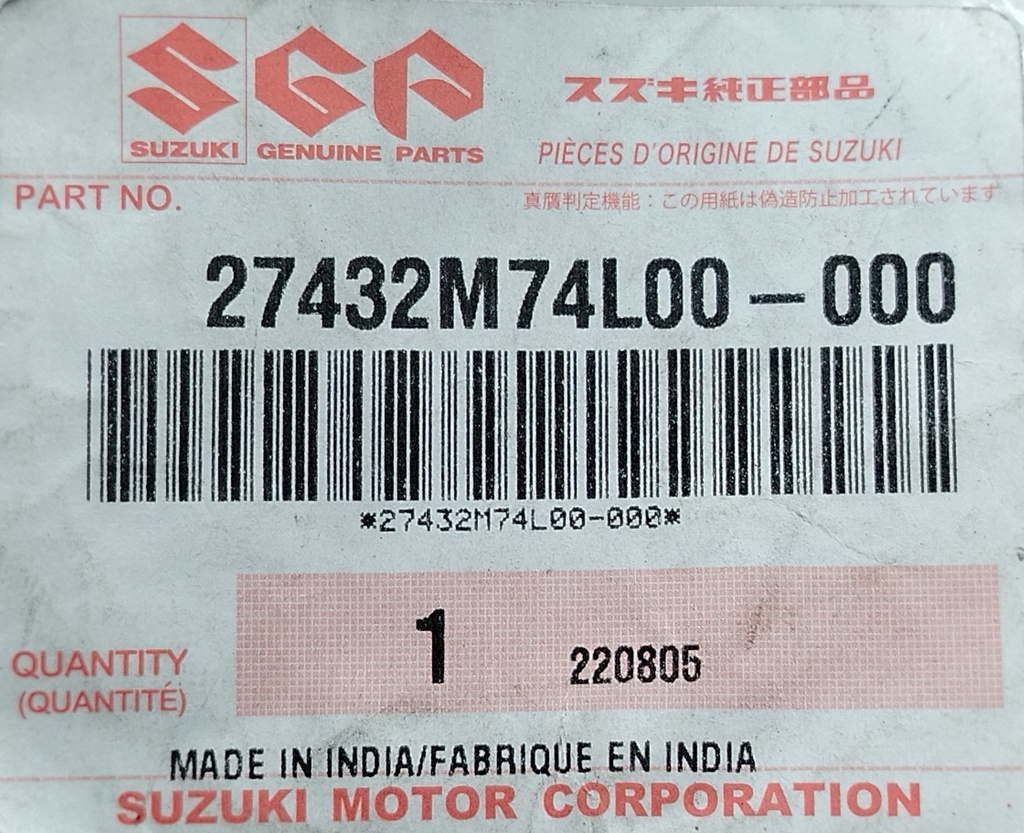 SGP
スズキ純正部品
SUZUKI GENUINE PARTS
PIÈCES D'ORIGINE DE SUZUKI
PART NO.
真贋判定機能：この用紙は偽造防止加工されています
27432M74L00-000
*27432M74L00-000*
1
220805
QUANTITY
(QUANTITÉ)
MADE IN INDIA/FABRIQUE EN INDIA
SUZUKI MOTOR CORPORATION